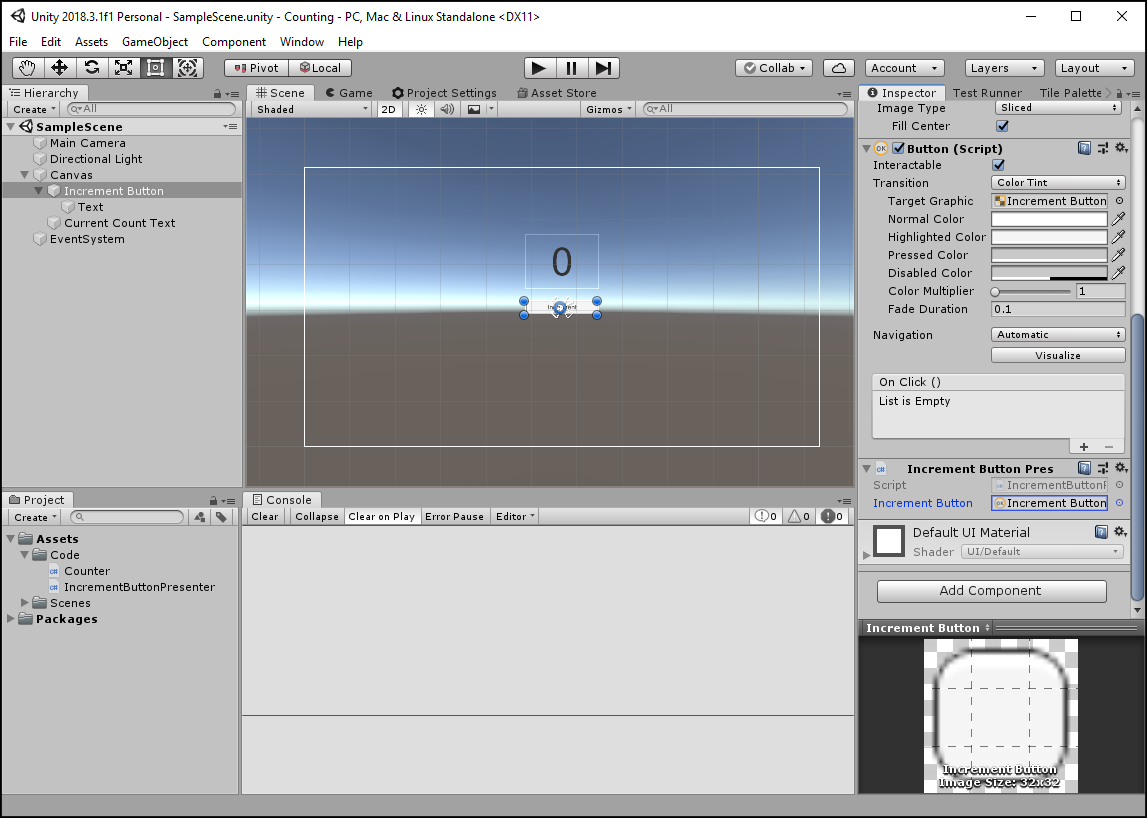 Unity 2018.3.1f1 Personal - SampleScene.unity - Counting - PC, Mac & Linux Standalone <DX11>
File Edit Assets GameObject Component Window Help
Pivot Local Collab Account Layers Layout
Hierarchy
Create All
SampleScene
Main Camera
Directional Light
Canvas
Increment Button
Text
Current Count Text
EventSystem
Scene Game Project Settings Asset Store
Shaded 2D Gizmos All
0
Inspector Test Runner Tile Palette
Image Type Sliced
Fill Center
Button (Script)
Interactable
Transition Color Tint
Target Graphic Increment Button
Normal Color
Highlighted Color
Pressed Color
Disabled Color
Color Multiplier 1
Fade Duration 0.1
Navigation Automatic
Visualize
On Click ()
List is Empty
+ −
Increment Button Pres
Script IncrementButtonP
Increment Button Increment Button
Default UI Material
Shader UI/Default
Add Component
Increment Button
Increment Button
Image Size: 32x32
Project
Create
Assets
Code
Counter
IncrementButtonPresenter
Scenes
Packages
Console
Clear Collapse Clear on Play Error Pause Editor 0 0 0